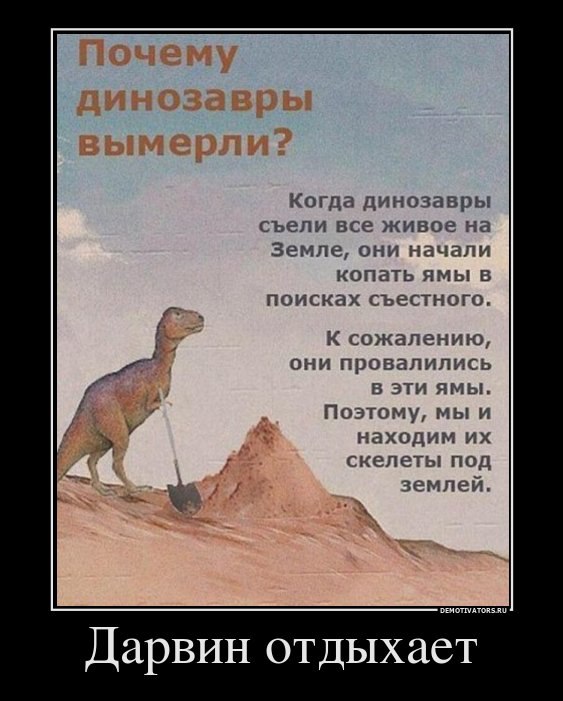 Почему
динозавры
вымерли?
Когда динозавры
съели все живое на
Земле, они начали
копать ямы в
поисках съестного.
К сожалению,
они провалились
в эти ямы.
Поэтому, мы и
находим их
скелеты под
землей.
DEMOTIVATORS.RU
Дарвин отдыхает